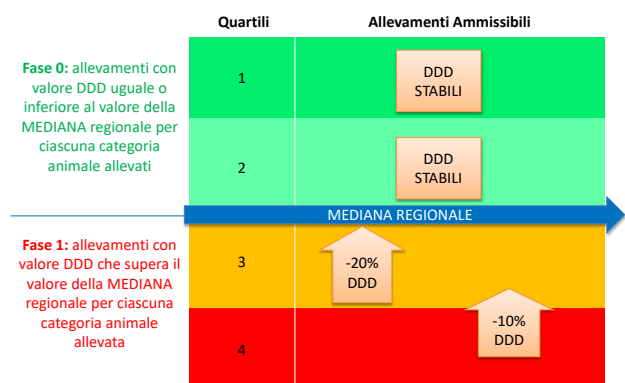 Quartili
Allevamenti Ammissibili
Fase 0: allevamenti con
valore DDD uguale o
inferiore al valore della
MEDIANA regionale per
ciascuna categoria
animale allevati
1
DDD
STABILI
2
DDD
STABILI
MEDIANA REGIONALE
Fase 1: allevamenti con
valore DDD che supera il
valore della MEDIANA
regionale per ciascuna
categoria animale
allevata
3
-20%
DDD
4
-10%
DDD